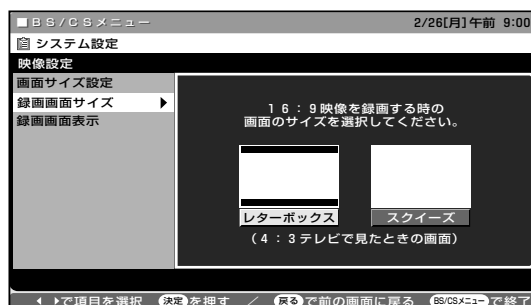 ■BS/CSメニュー 2/26[月]午前 9:00
システム設定
映像設定
画面サイズ設定
録画画面サイズ
録画画面表示
16:9映像を録画する時の
画面のサイズを選択してください。
レターボックス スクイーズ
(4:3テレビで見たときの画面)
で項目を選択 決定を押す / 戻るで前の画面に戻る BS/CSメニューで終了